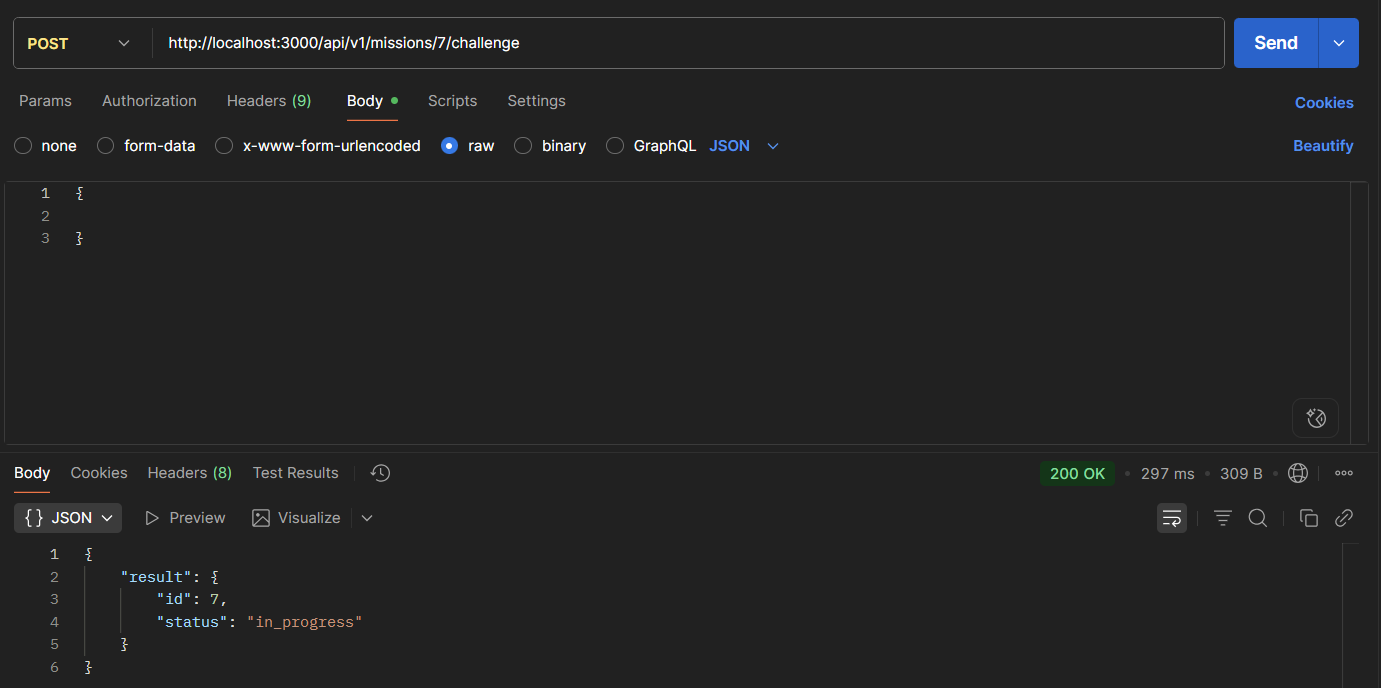 POST http://localhost:3000/api/v1/missions/7/challenge Send
Params Authorization Headers (9) Body Scripts Settings Cookies
none form-data x-www-form-urlencoded raw binary GraphQL JSON Beautify
1 {
2
3 }
Body Cookies Headers (8) Test Results 200 OK • 297 ms • 309 B •
{} JSON Preview Visualize
1 {
2 "result": {
3 "id": 7,
4 "status": "in_progress"
5 }
6 }